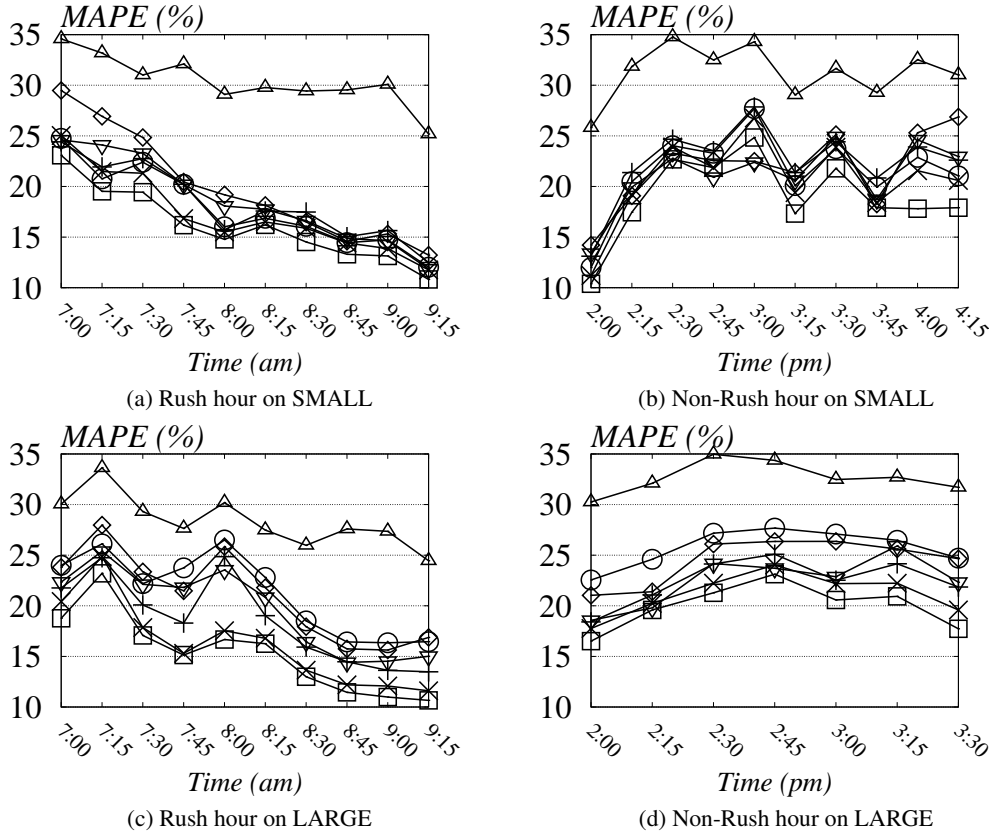 MAPE (%)
35
30
25
20
15
10
7:00 7:15 7:30 7:45 8:00 8:15 8:30 8:45 9:00 9:15
Time (am)
(a) Rush hour on SMALL
MAPE (%)
35
30
25
20
15
10
2:00 2:15 2:30 2:45 3:00 3:15 3:30 3:45 4:00 4:15
Time (pm)
(b) Non-Rush hour on SMALL
MAPE (%)
35
30
25
20
15
10
7:00 7:15 7:30 7:45 8:00 8:15 8:30 8:45 9:00 9:15
Time (am)
(c) Rush hour on LARGE
MAPE (%)
35
30
25
20
15
10
2:00 2:15 2:30 2:45 3:00 3:15 3:30
Time (pm)
(d) Non-Rush hour on LARGE